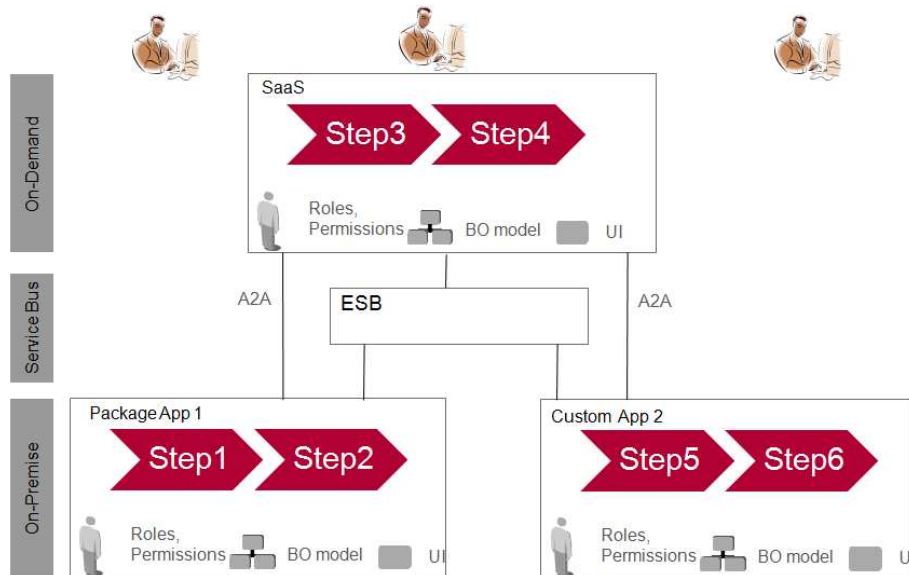 On-Demand
SaaS
Step3 Step4
Roles,
Permissions BO model UI
Service Bus
A2A ESB A2A
On-Premise
Package App 1
Step1 Step2
Roles,
Permissions BO model UI
Custom App 2
Step5 Step6
Roles,
Permissions BO model U